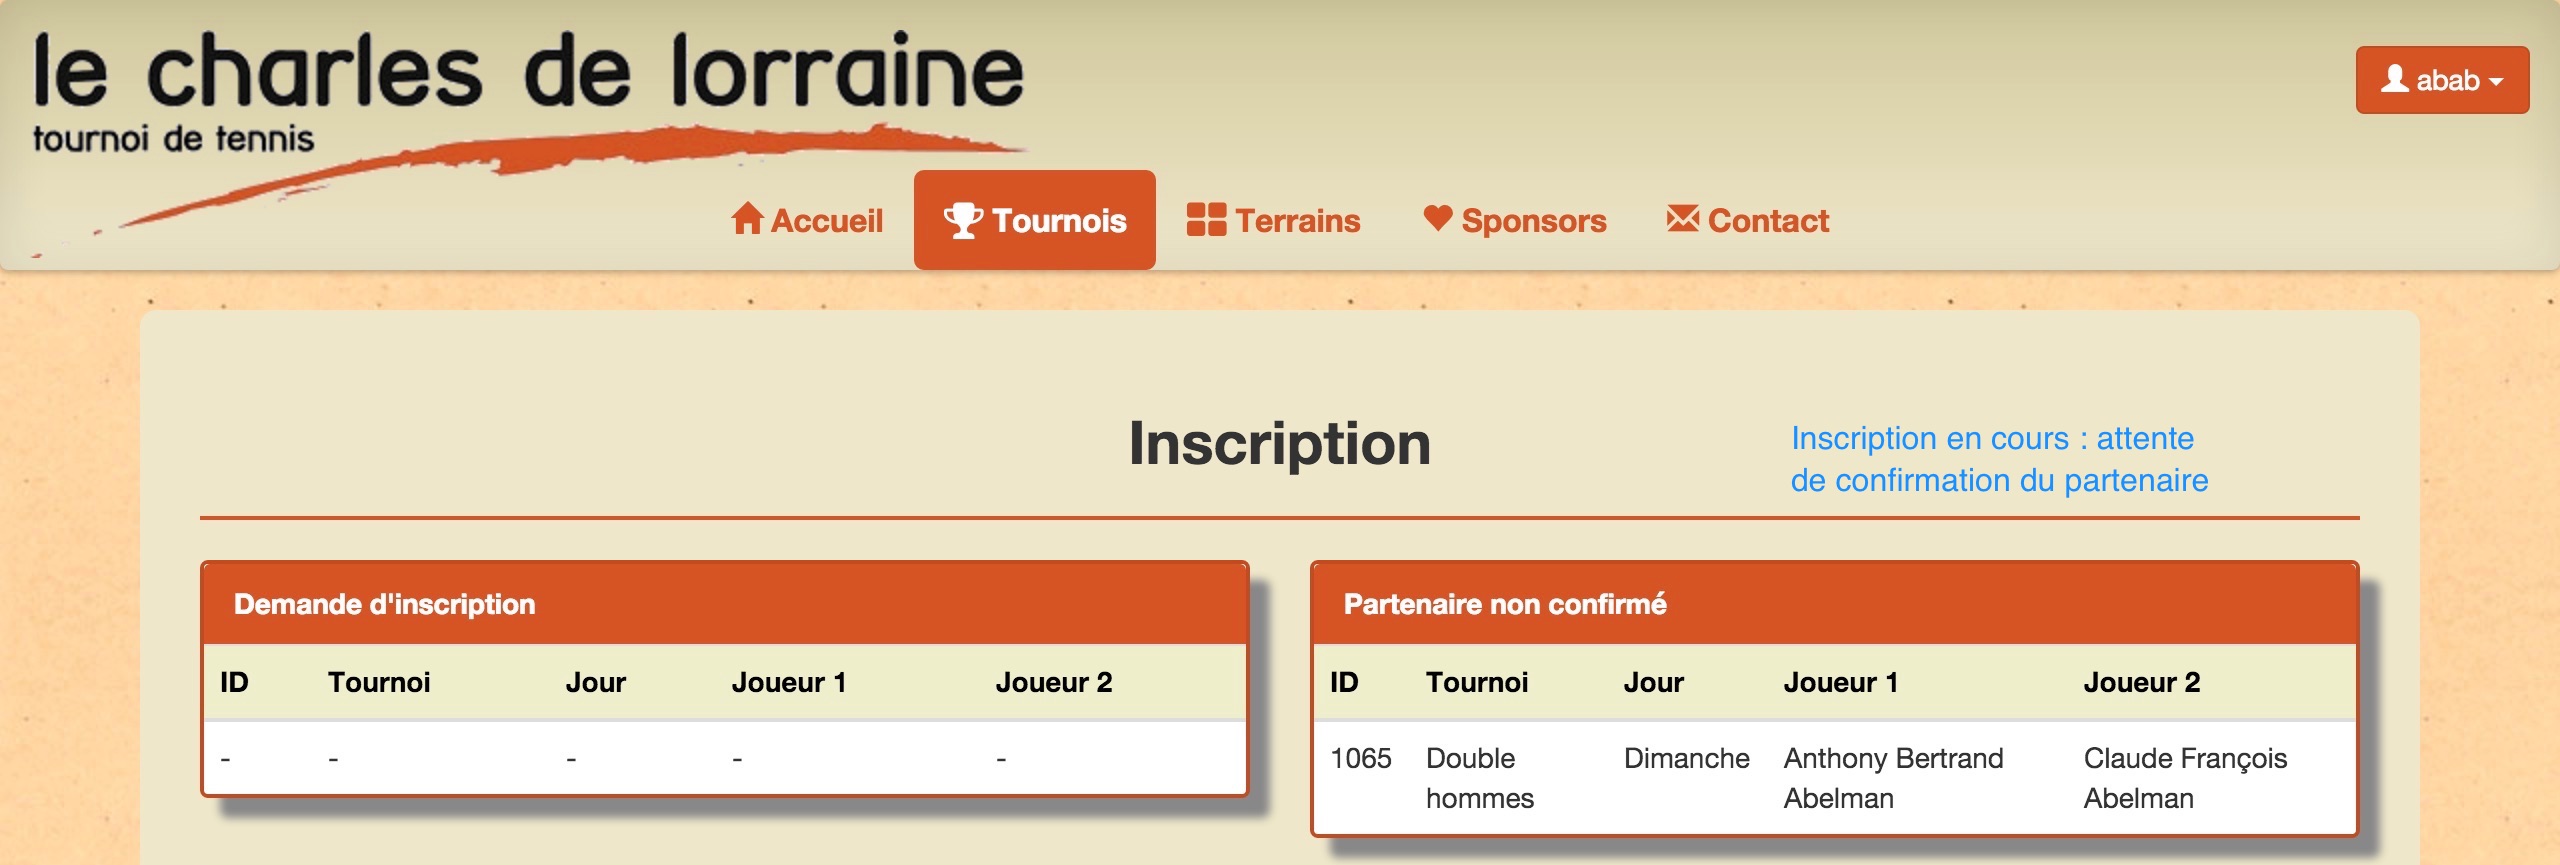 le charles de lorraine
tournoi de tennis
abab
Accueil Tournois Terrains Sponsors Contact
Inscription
Inscription en cours : attente
de confirmation du partenaire
Demande d'inscription
ID Tournoi Jour Joueur 1 Joueur 2
- - - - -
Partenaire non confirmé
ID Tournoi Jour Joueur 1 Joueur 2
1065 Double Dimanche Anthony Bertrand Claude François
hommes Abelman Abelman